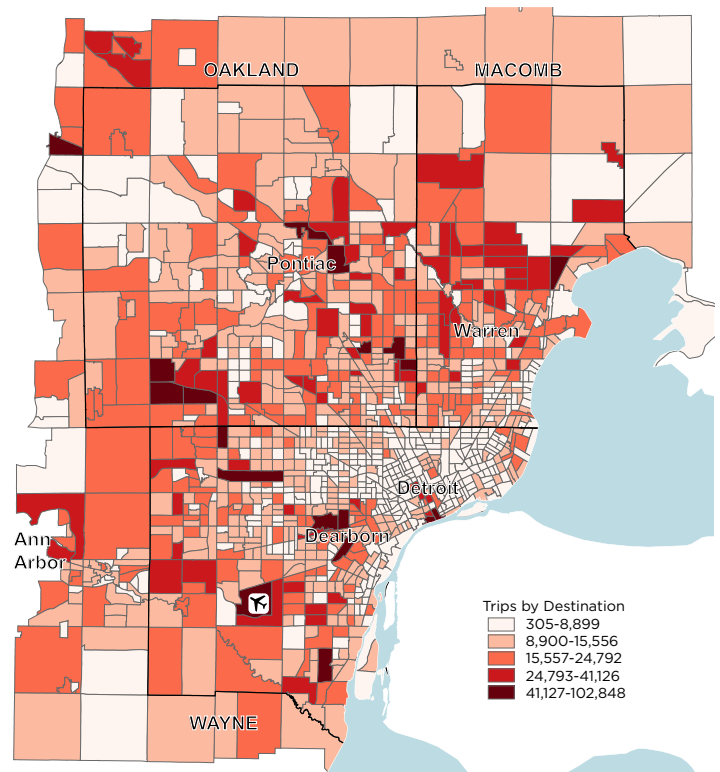 OAKLAND
MACOMB
Pontiac
Warren
Detroit
Ann
Arbor
Dearborn
WAYNE
Trips by Destination
305-8,899
8,900-15,556
15,557-24,792
24,793-41,126
41,127-102,848